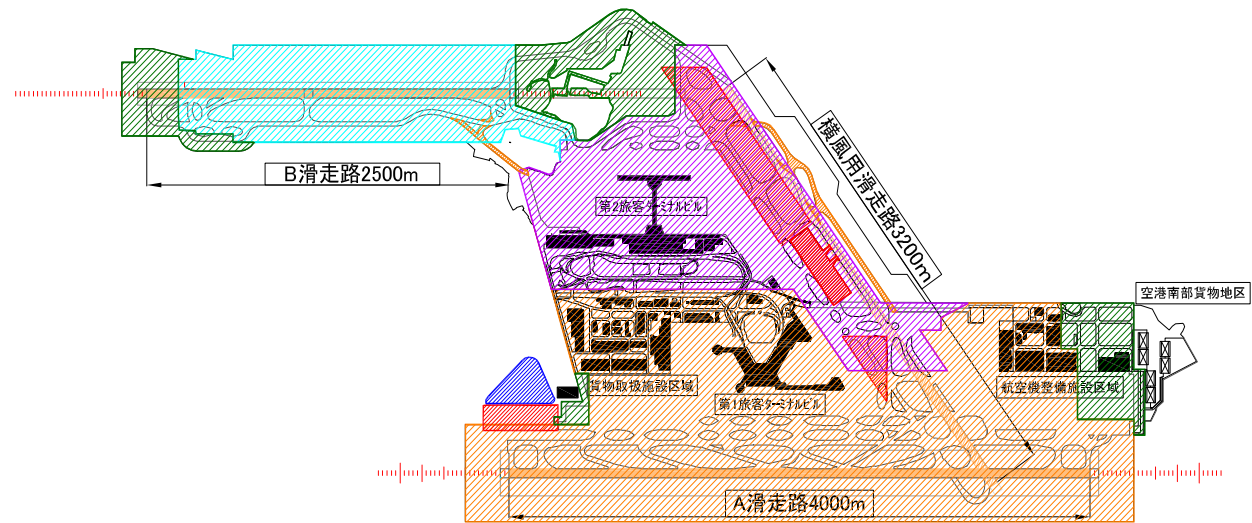 横風用滑走路3200m
B滑走路2500m
第2旅客ターミナルビル
空港南部貨物地区
貨物取扱施設区域
航空機整備施設区域
第1旅客ターミナルビル
A滑走路4000m